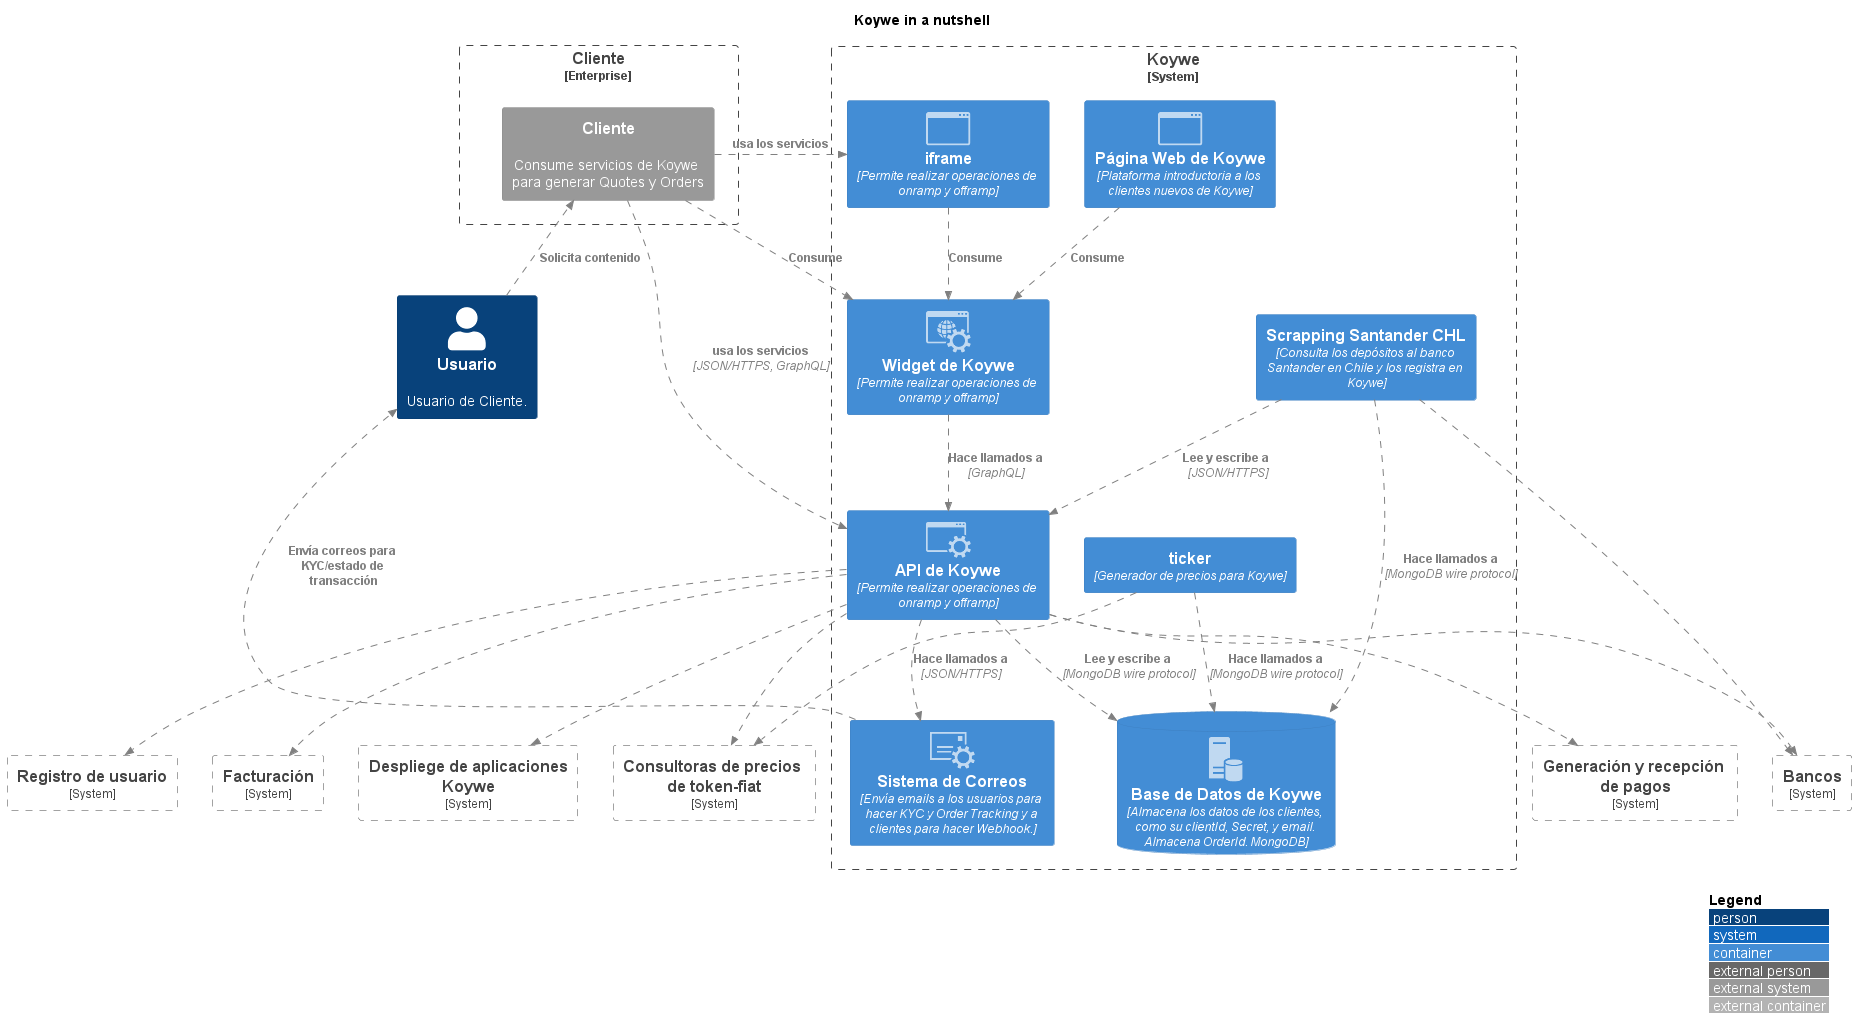 Koywe in a nutshell
Cliente
[Enterprise]
Koywe
[System]
Cliente
Consume servicios de Koywe
para generar Quotes y Orders
usa los servicios
iframe
[Permite realizar operaciones de
onramp y offramp]
Página Web de Koywe
[Plataforma introductoria a los
clientes nuevos de Koywe]
Solicita contenido
Consume
Consume
Consume
Usuario
Usuario de Cliente.
usa los servicios
[JSON/HTTPS, GraphQL]
Widget de Koywe
[Permite realizar operaciones de
onramp y offramp]
Scrapping Santander CHL
[Consulta los depósitos al banco
Santander en Chile y los registra en
Koywe]
Hace llamados a
[GraphQL]
Lee y escribe a
[JSON/HTTPS]
Envía correos para
KYC/estado de
transacción
API de Koywe
[Permite realizar operaciones de
onramp y offramp]
ticker
[Generador de precios para Koywe]
Hace llamados a
[MongoDB wire protocol]
Hace llamados a
[JSON/HTTPS]
Lee y escribe a
[MongoDB wire protocol]
Hace llamados a
[MongoDB wire protocol]
Registro de usuario
[System]
Facturación
[System]
Despliege de aplicaciones
Koywe
[System]
Consultoras de precios
de token-fiat
[System]
Sistema de Correos
[Envía emails a los usuarios para
hacer KYC y Order Tracking y a
clientes para hacer Webhook.]
Base de Datos de Koywe
[Almacena los datos de los clientes,
como su clientId, Secret, y email.
Almacena OrderId. MongoDB]
Generación y recepción
de pagos
[System]
Bancos
[System]
Legend
person
system
container
external person
external system
external container